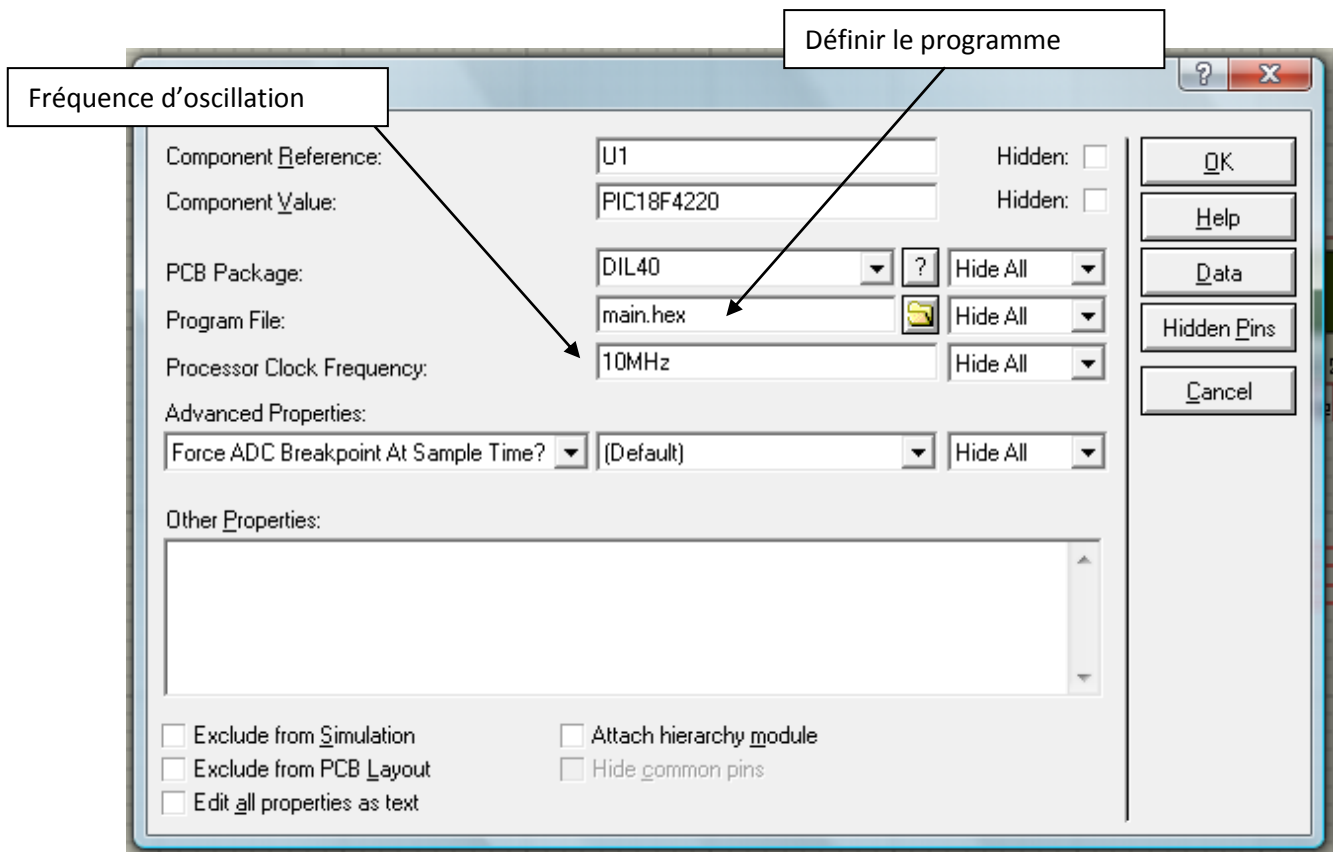 Définir le programme
Fréquence d’oscillation
? X
Component Reference: U1 Hidden:
Component Value: PIC18F4220 Hidden:
PCB Package: DIL40 ? Hide All
Program File: main.hex Hide All
Processor Clock Frequency: 10MHz Hide All
Advanced Properties:
Force ADC Breakpoint At Sample Time? (Default) Hide All
Other Properties:
Exclude from Simulation Attach hierarchy module
Exclude from PCB Layout Hide common pins
Edit all properties as text
OK
Help
Data
Hidden Pins
Cancel